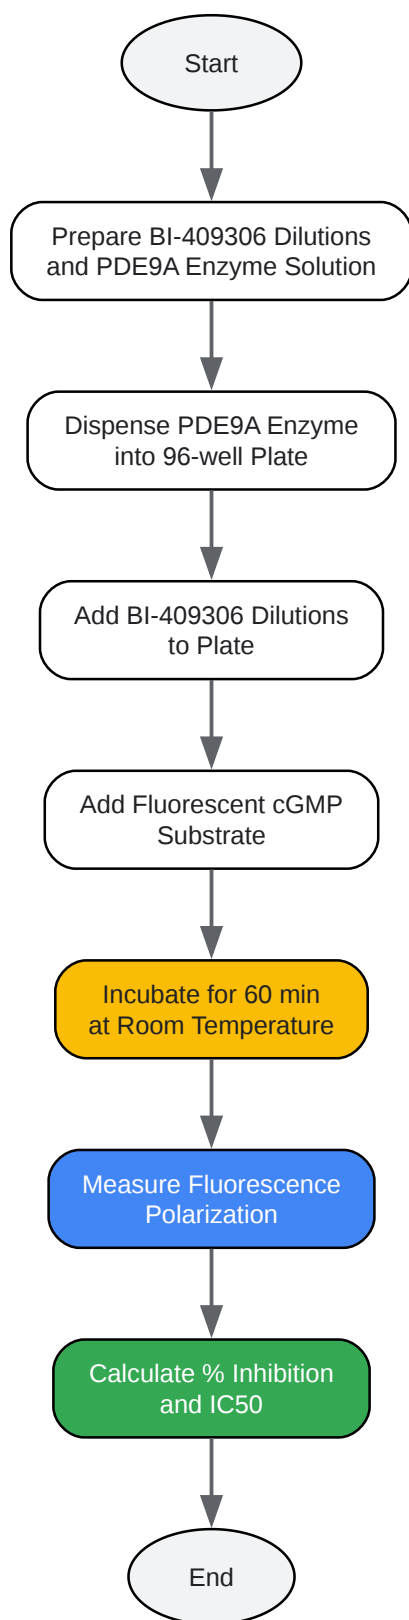 Start
Prepare BI-409306 Dilutions
and PDE9A Enzyme Solution
Dispense PDE9A Enzyme
into 96-well Plate
Add BI-409306 Dilutions
to Plate
Add Fluorescent cGMP
Substrate
Incubate for 60 min
at Room Temperature
Measure Fluorescence
Polarization
Calculate % Inhibition
and IC50
End